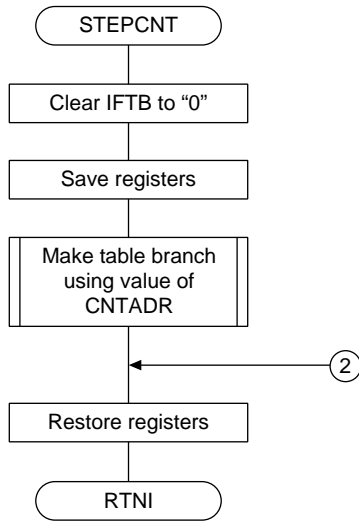 STEPCNT
Clear IFTB to “0”
Save registers
Make table branch
using value of
CNTADR
2
Restore registers
RTNI